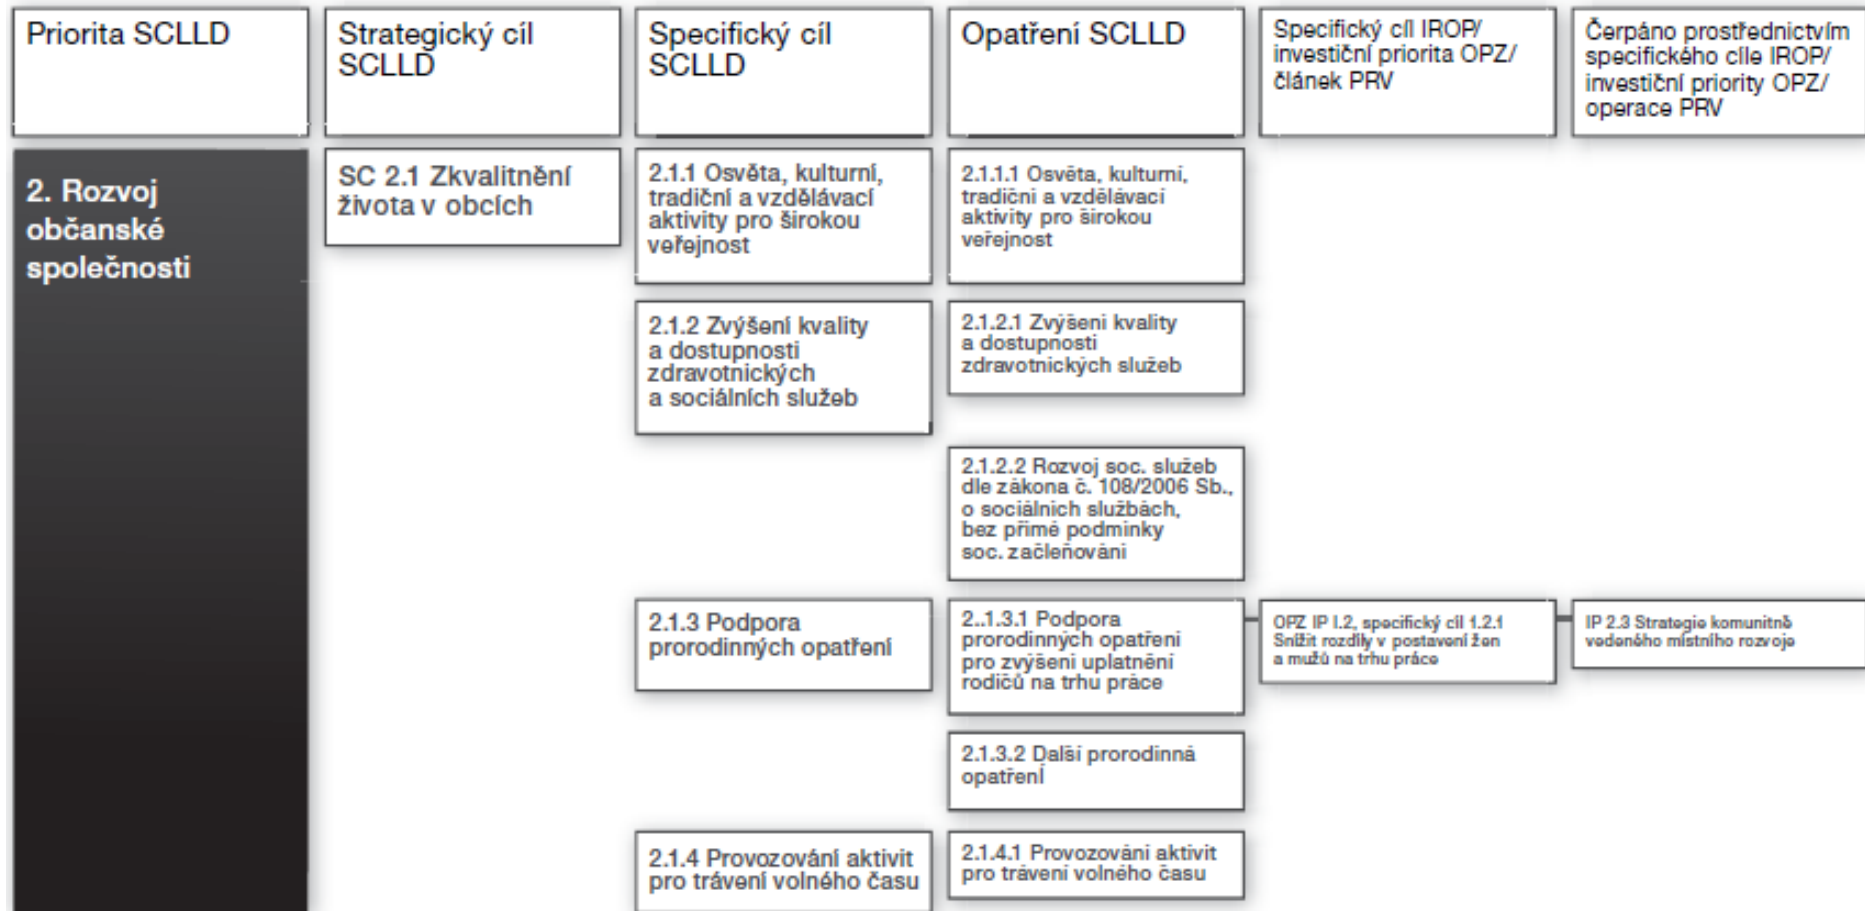 Priorita SCLLD
Strategický cíl
SCLLD
Specifický cíl
SCLLD
Opatření SCLLD
Specifický cíl IROP/
investiční priorita OPZ/
článek PRV
Čerpáno prostřednictvím
specifického cíle IROP/
investiční priority OPZ/
operace PRV
2. Rozvoj
občanské
společnosti
SC 2.1 Zkvalitnění
života v obcích
2.1.1 Osvěta, kulturní,
tradiční a vzdělávací
aktivity pro širokou
veřejnost
2.1.1.1 Osvěta, kulturní,
tradiční a vzdělávací
aktivity pro širokou
veřejnost
2.1.2 Zvýšení kvality
a dostupnosti
zdravotnických
a sociálních služeb
2.1.2.1 Zvýšení kvality
a dostupnosti
zdravotnických služeb
2.1.2.2 Rozvoj soc. služeb
dle zákona č. 108/2006 Sb.,
o sociálních službách,
bez přímé podmínky
soc. začleňování
2.1.3 Podpora
prorodinných opatření
2..1.3.1 Podpora
prorodinných opatření
pro zvýšení uplatnění
rodičů na trhu práce
OPZ IP I.2, specifický cíl 1.2.1
Snížit rozdíly v postavení žen
a mužů na trhu práce
IP 2.3 Strategie komunitně
vedeného místního rozvoje
2.1.3.2 Další prorodinná
opatření
2.1.4 Provozování aktivit
pro trávení volného času
2.1.4.1 Provozování aktivit
pro trávení volného času